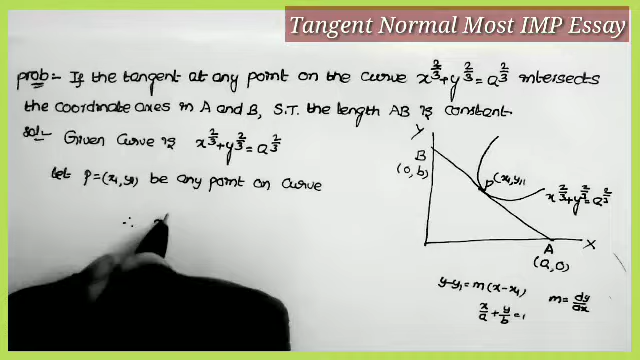 Tangent Normal Most IMP Essay
prob:- If the tangent at any point on the curve x^2/3+y^2/3=a^2/3 intersects
the coordinate axes in A and B, S.T. the length AB is constant.
Sol:- Given curve is x^2/3+y^2/3=a^2/3
Let P=(x1,y1) be any point on curve
∴
Y
B
(0,b)
P(x1,y1)
x^2/3+y^2/3=a^2/3
X
A
(a,0)
y-y1=m(x-x1)
m=dy/dx
x/a+y/b=1